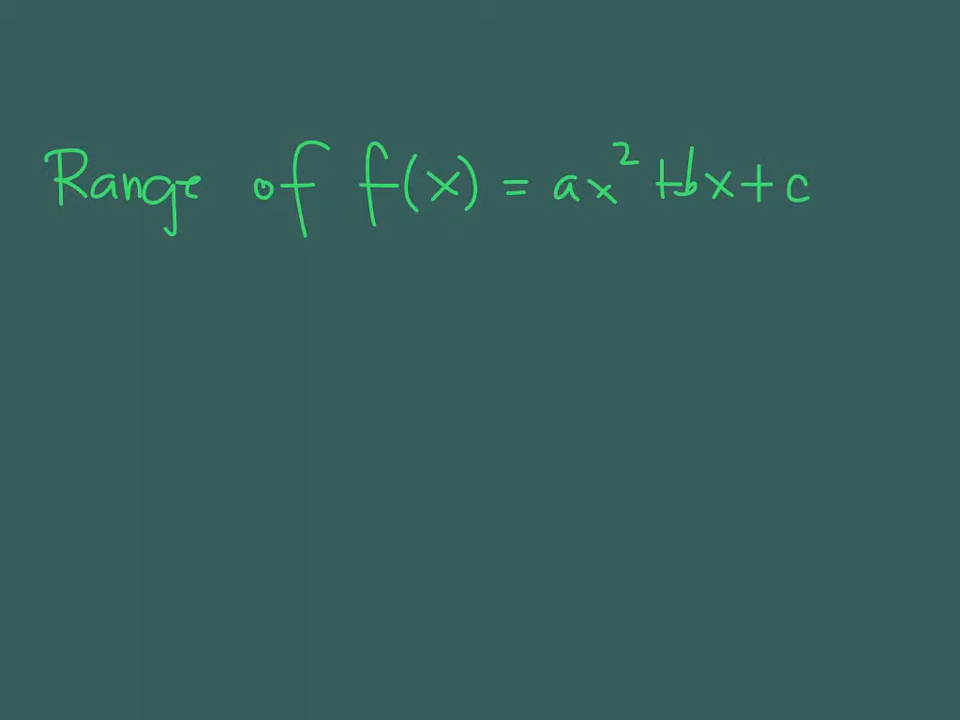 Range of f(x) = ax² + bx + c